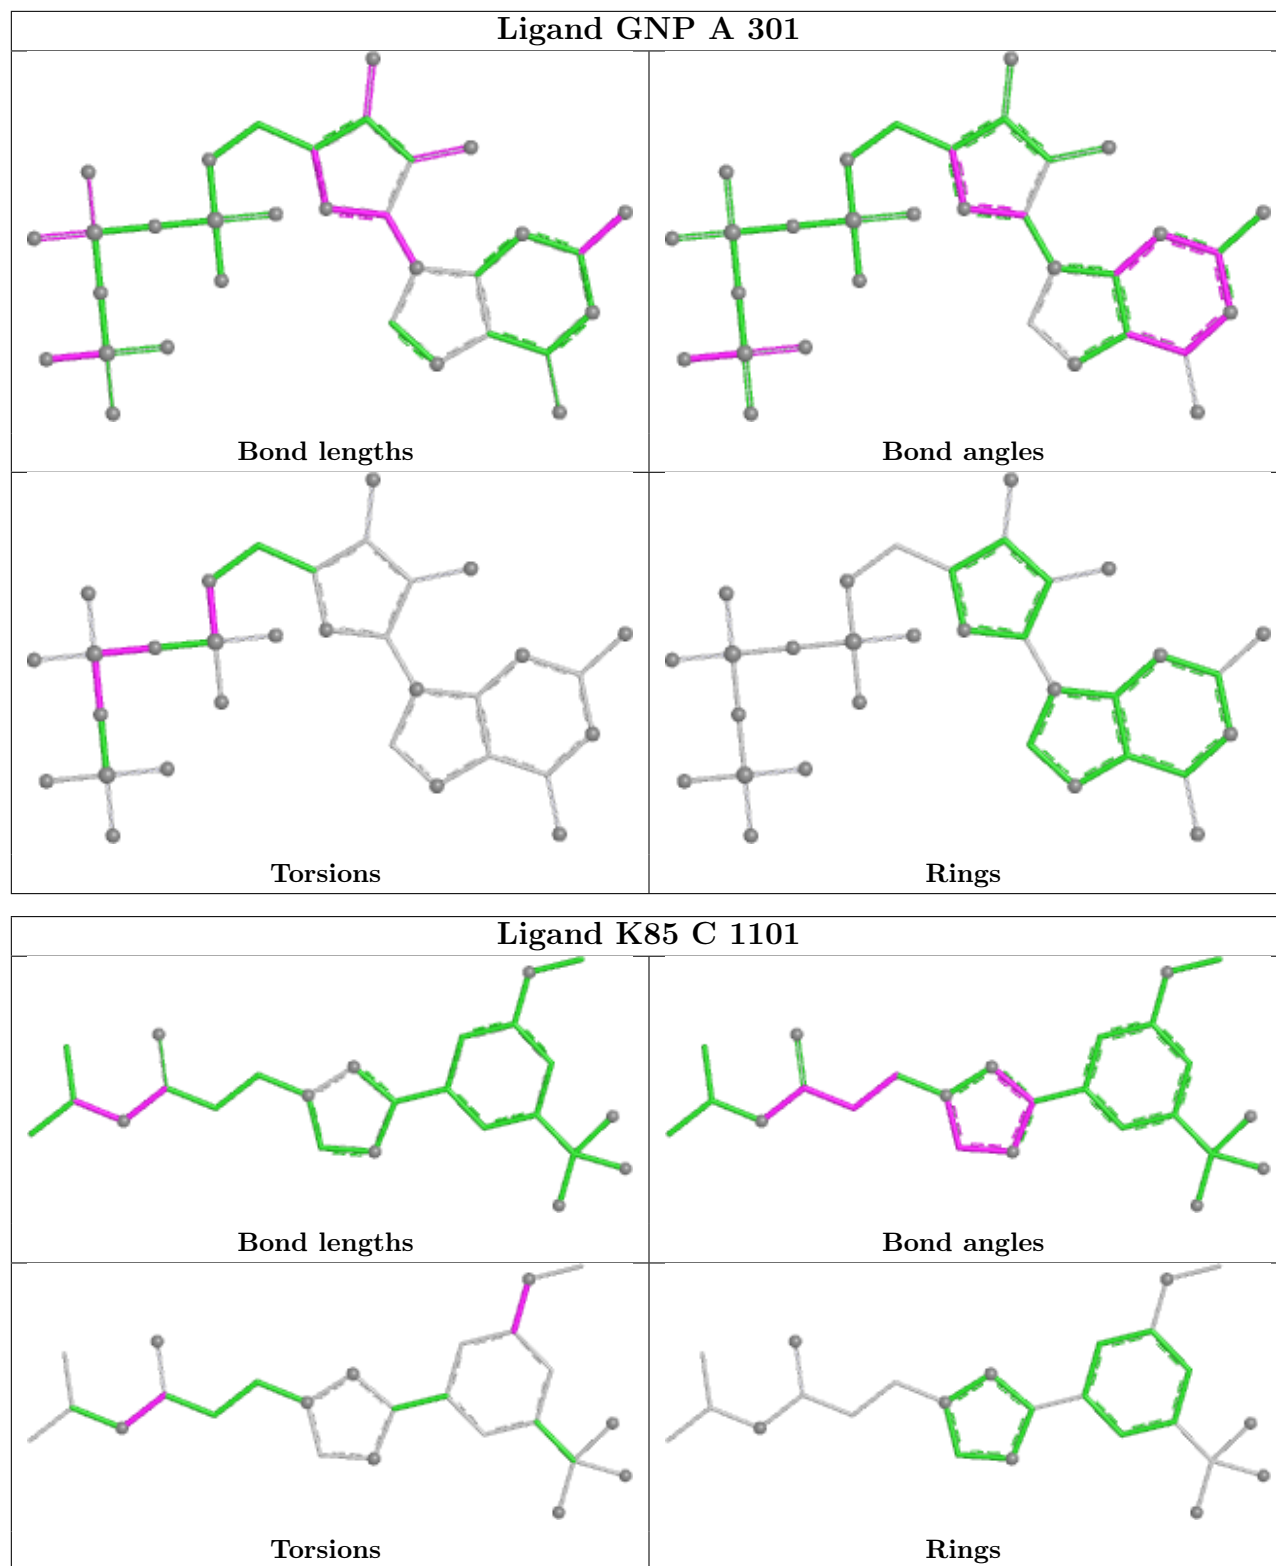 Ligand GNP A 301
Bond lengths
Bond angles
Torsions
Rings
Ligand K85 C 1101
Bond lengths
Bond angles
Torsions
Rings